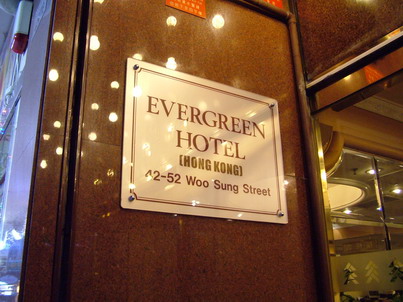 EVERGREEN
HOTEL
(HONG KONG)
42-52 Woo Sung Street